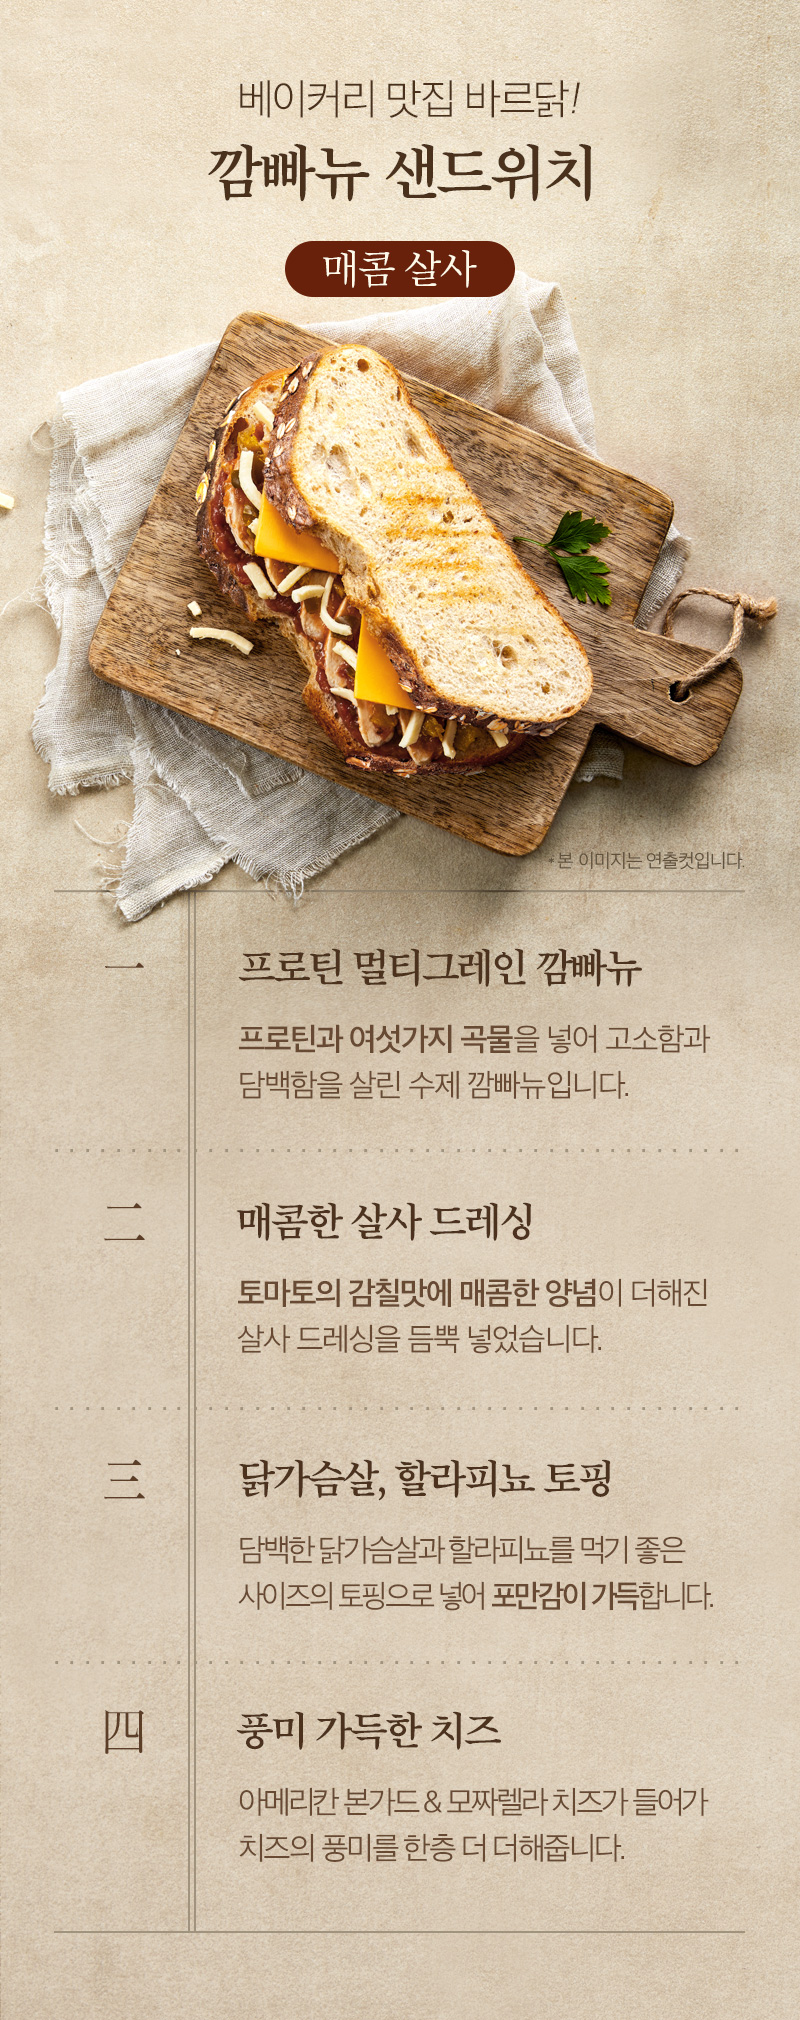 베이커리 맛집 바르닭!
깜빠뉴 샌드위치
매콤 살사
*본 이미지는 연출컷입니다.
一
프로틴 멀티그레인 깜빠뉴
프로틴과 여섯가지 곡물을 넣어 고소함과
담백함을 살린 수제 깜빠뉴입니다.
二
매콤한 살사 드레싱
토마토의 감칠맛에 매콤한 양념이 더해진
살사 드레싱을 듬뿍 넣었습니다.
三
닭가슴살, 할라피뇨 토핑
담백한 닭가슴살과 할라피뇨를 먹기 좋은
사이즈의 토핑으로 넣어 포만감이 가득합니다.
四
풍미 가득한 치즈
아메리칸 본가드 & 모짜렐라 치즈가 들어가
치즈의 풍미를 한층 더 더해줍니다.